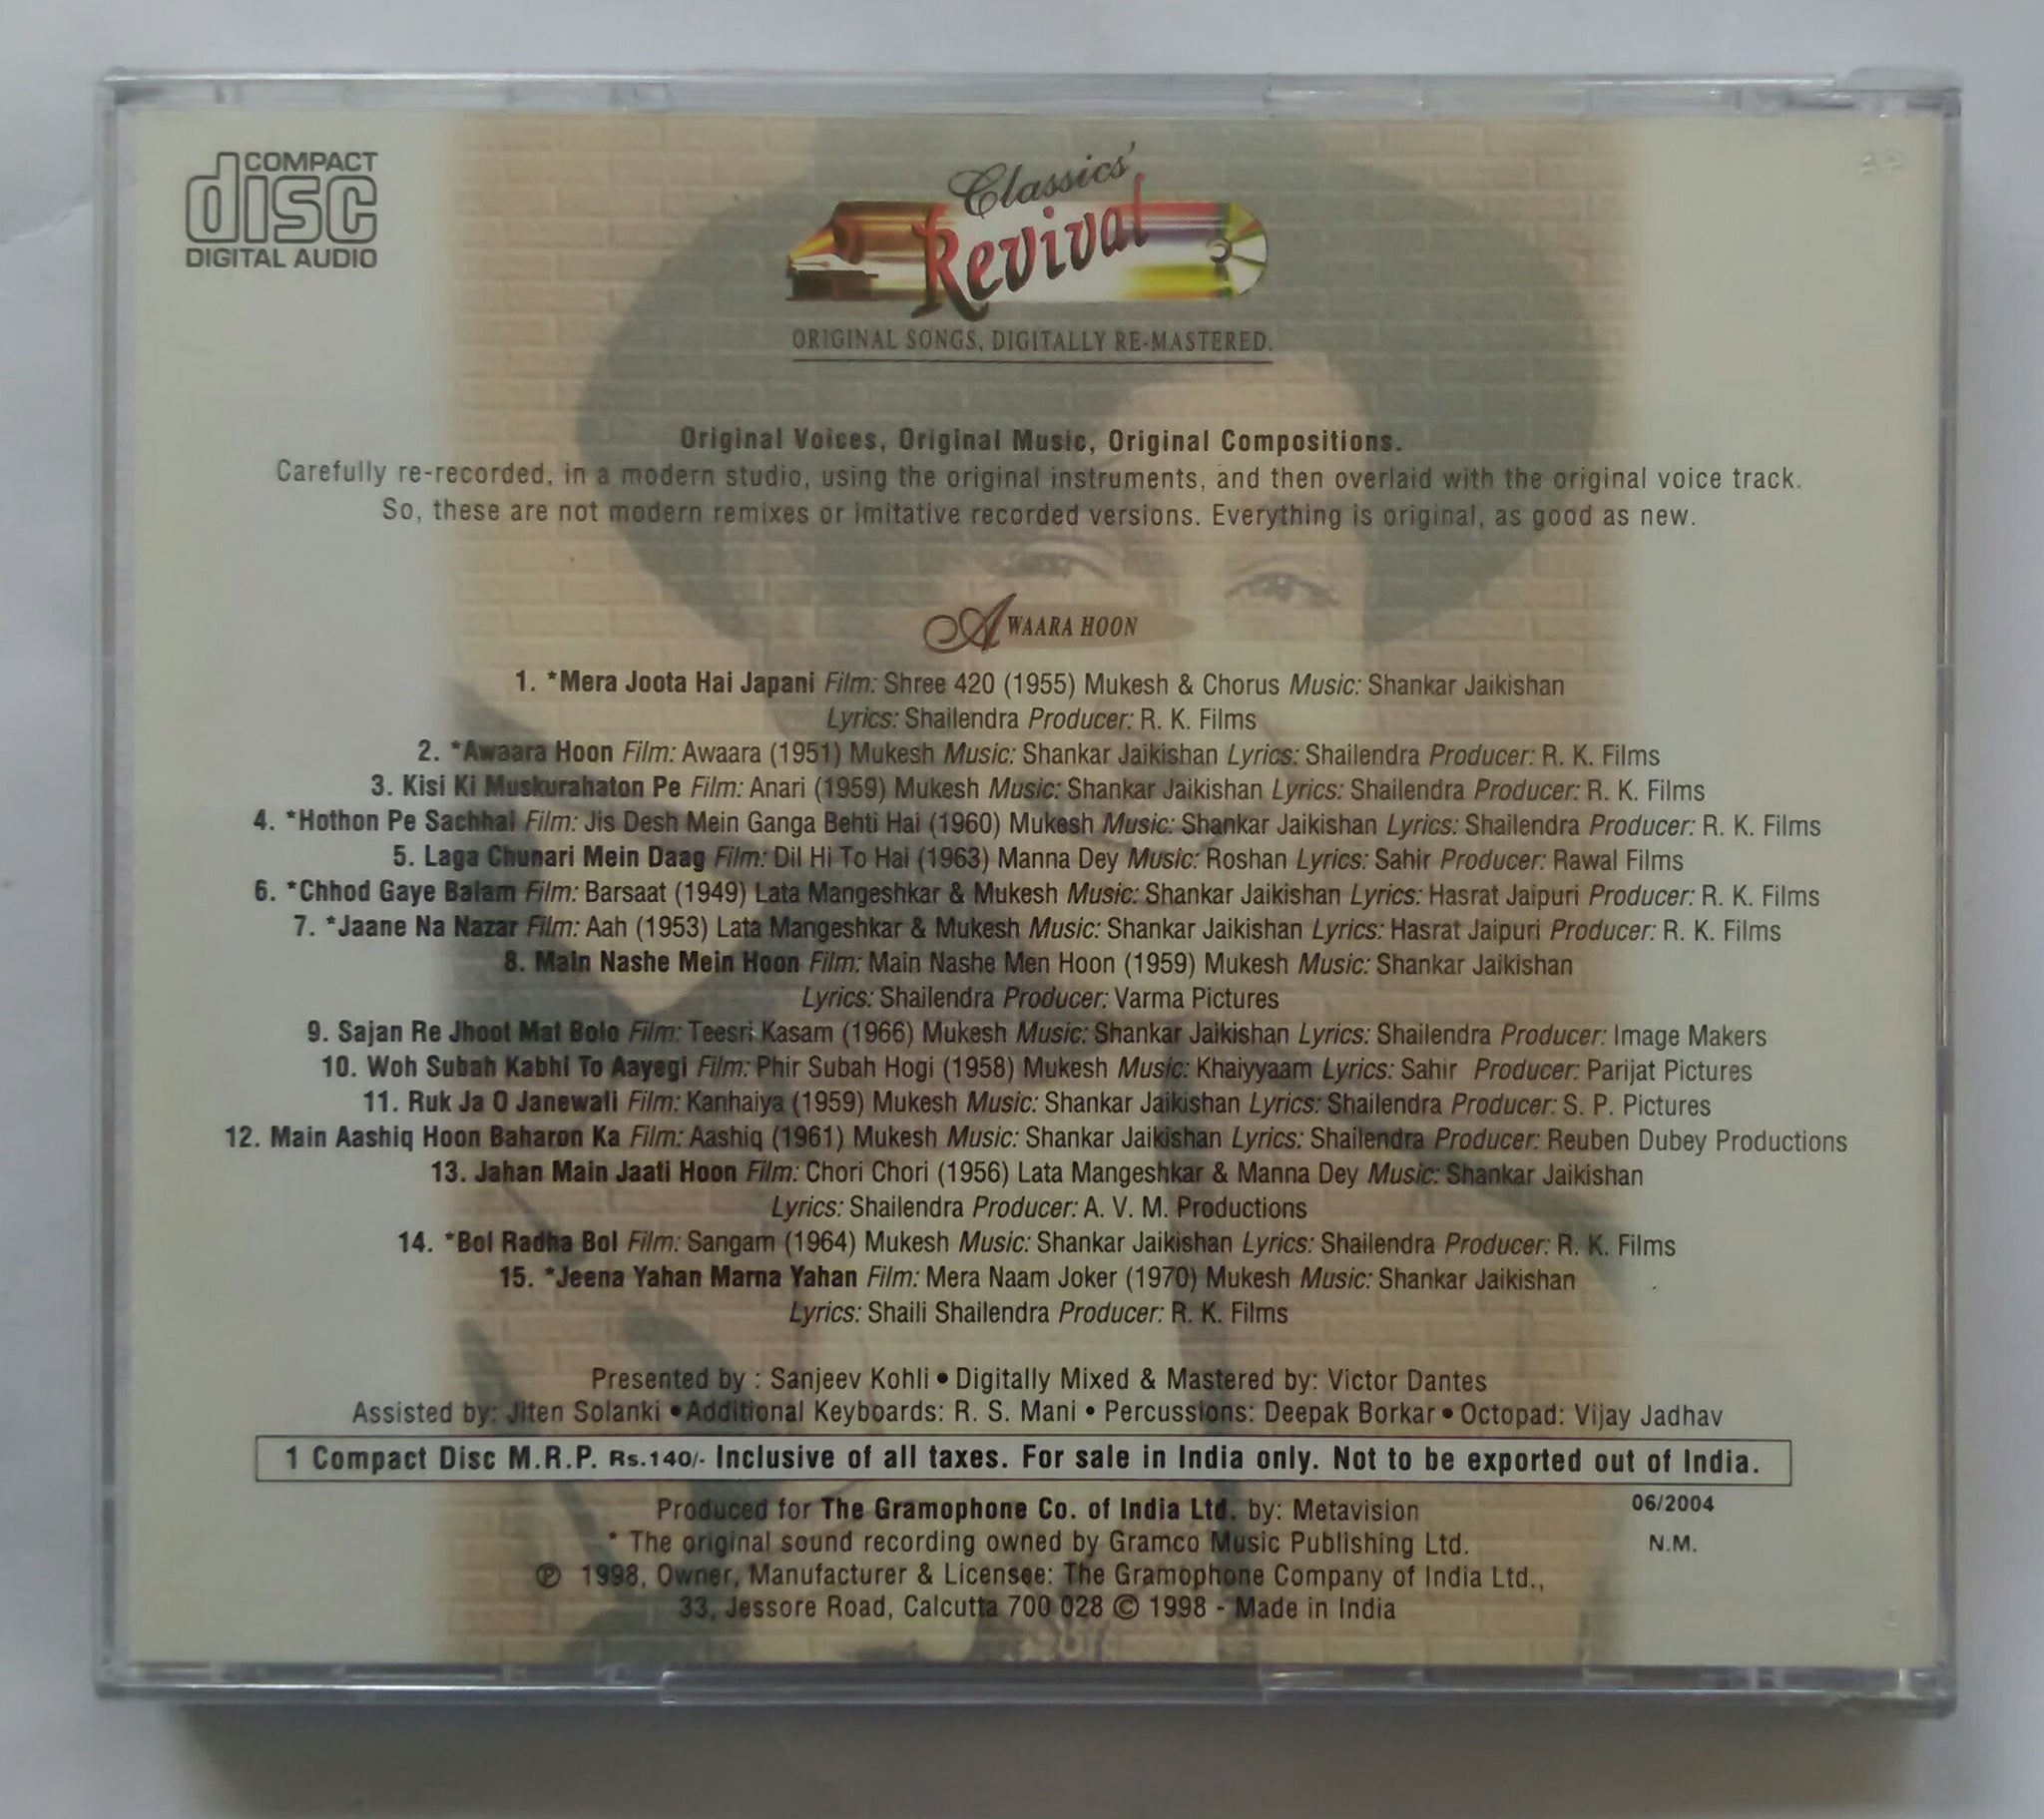 COMPACT
disc
DIGITAL AUDIO
Classics'
Revival
ORIGINAL SONGS, DIGITALLY RE-MASTERED.
Original Voices, Original Music, Original Compositions.
Carefully re-recorded, in a modern studio, using the original instruments, and then overlaid with the original voice track.
So, these are not modern remixes or imitative recorded versions. Everything is original, as good as new.
AWAARA HOON
1. *Mera Joota Hai Japani Film: Shree 420 (1955) Mukesh & Chorus Music: Shankar Jaikishan
Lyrics: Shailendra Producer: R. K. Films
2. *Awaara Hoon Film: Awaara (1951) Mukesh Music: Shankar Jaikishan Lyrics: Shailendra Producer: R. K. Films
3. Kisi Ki Muskurahaton Pe Film: Anari (1959) Mukesh Music: Shankar Jaikishan Lyrics: Shailendra Producer: R. K. Films
4. *Hothon Pe Sachhai Film: Jis Desh Mein Ganga Behti Hai (1960) Mukesh Music: Shankar Jaikishan Lyrics: Shailendra Producer: R. K. Films
5. Laga Chunari Mein Daag Film: Dil Hi To Hai (1963) Manna Dey Music: Roshan Lyrics: Sahir Producer: Rawal Films
6. *Chhod Gaye Balam Film: Barsaat (1949) Lata Mangeshkar & Mukesh Music: Shankar Jaikishan Lyrics: Hasrat Jaipuri Producer: R. K. Films
7. *Jaane Na Nazar Film: Aah (1953) Lata Mangeshkar & Mukesh Music: Shankar Jaikishan Lyrics: Hasrat Jaipuri Producer: R. K. Films
8. Main Nashe Mein Hoon Film: Main Nashe Men Hoon (1959) Mukesh Music: Shankar Jaikishan
Lyrics: Shailendra Producer: Varma Pictures
9. Sajan Re Jhoot Mat Bolo Film: Teesri Kasam (1966) Mukesh Music: Shankar Jaikishan Lyrics: Shailendra Producer: Image Makers
10. Woh Subah Kabhi To Aayegi Film: Phir Subah Hogi (1958) Mukesh Music: Khaiyyaam Lyrics: Sahir Producer: Parijat Pictures
11. Ruk Ja O Janewali Film: Kanhaiya (1959) Mukesh Music: Shankar Jaikishan Lyrics: Shailendra Producer: S. P. Pictures
12. Main Aashiq Hoon Baharon Ka Film: Aashiq (1961) Mukesh Music: Shankar Jaikishan Lyrics: Shailendra Producer: Reuben Dubey Productions
13. Jahan Main Jaati Hoon Film: Chori Chori (1956) Lata Mangeshkar & Manna Dey Music: Shankar Jaikishan
Lyrics: Shailendra Producer: A. V. M. Productions
14. *Bol Radha Bol Film: Sangam (1964) Mukesh Music: Shankar Jaikishan Lyrics: Shailendra Producer: R. K. Films
15. *Jeena Yahan Marna Yahan Film: Mera Naam Joker (1970) Mukesh Music: Shankar Jaikishan
Lyrics: Shaili Shailendra Producer: R. K. Films
Presented by : Sanjeev Kohli • Digitally Mixed & Mastered by: Victor Dantes
Assisted by: Jiten Solanki • Additional Keyboards: R. S. Mani • Percussions: Deepak Borkar • Octopad: Vijay Jadhav
1 Compact Disc M.R.P. Rs.140/- Inclusive of all taxes. For sale in India only. Not to be exported out of India.
Produced for The Gramophone Co. of India Ltd. by: Metavision
06/2004
* The original sound recording owned by Gramco Music Publishing Ltd.
N.M.
℗ 1998, Owner, Manufacturer & Licensee: The Gramophone Company of India Ltd.,
33, Jessore Road, Calcutta 700 028 © 1998 - Made in India